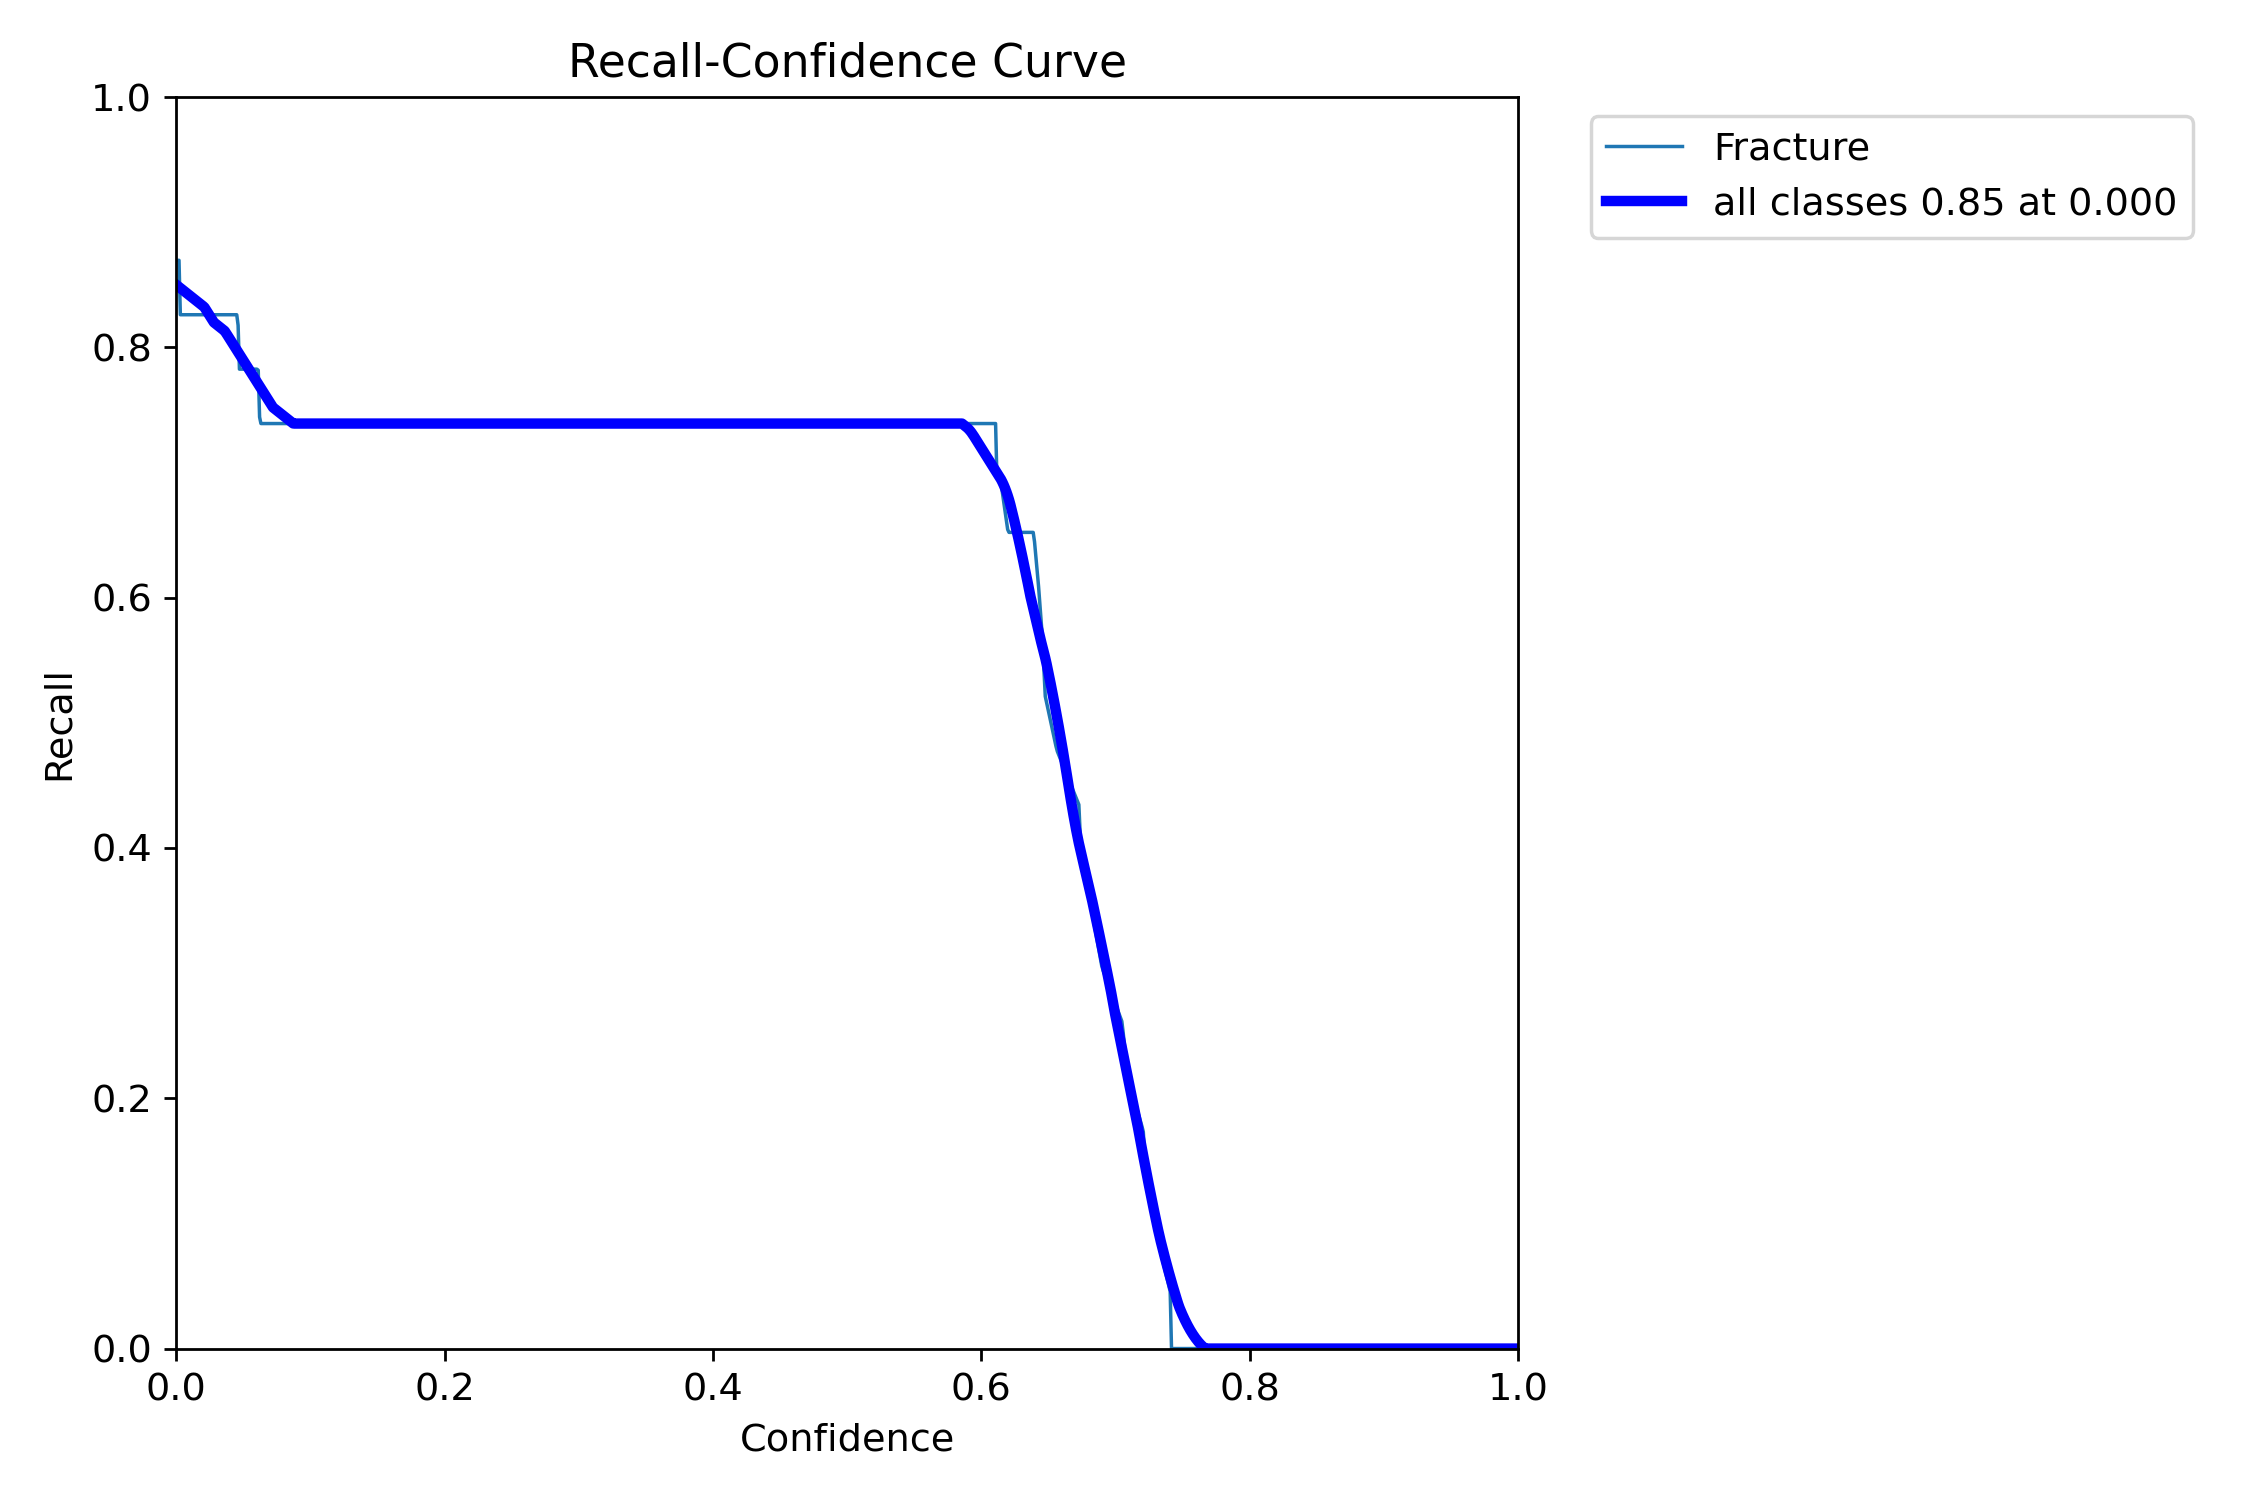 Recall-Confidence Curve
1.0
0.8
0.6
0.4
0.2
0.0
Recall
0.0 0.2 0.4 0.6 0.8 1.0
Confidence
Fracture
all classes 0.85 at 0.000